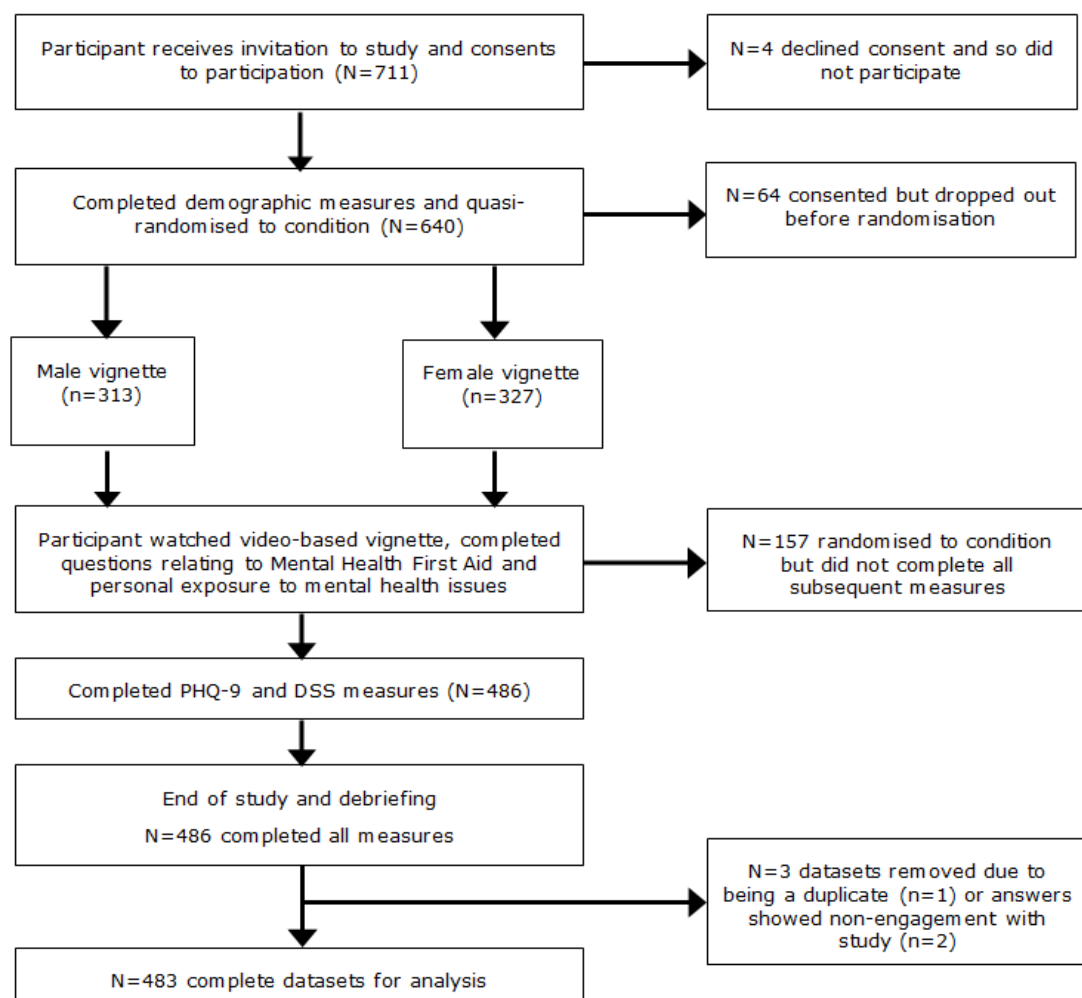 Participant receives invitation to study and consents
to participation (N=711)
N=4 declined consent and so did
not participate
Completed demographic measures and quasi-
randomised to condition (N=640)
N=64 consented but dropped out
before randomisation
Male vignette
(n=313)
Female vignette
(n=327)
Participant watched video-based vignette, completed
questions relating to Mental Health First Aid and
personal exposure to mental health issues
N=157 randomised to condition
but did not complete all
subsequent measures
Completed PHQ-9 and DSS measures (N=486)
End of study and debriefing
N=486 completed all measures
N=3 datasets removed due to
being a duplicate (n=1) or answers
showed non-engagement with
study (n=2)
N=483 complete datasets for analysis